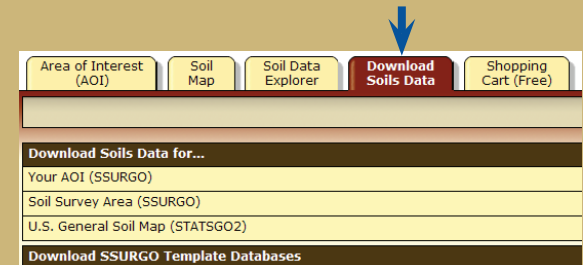 Area of Interest
(AOI)
Soil
Map
Soil Data
Explorer
Download
Soils Data
Shopping
Cart (Free)
Download Soils Data for...
Your AOI (SSURGO)
Soil Survey Area (SSURGO)
U.S. General Soil Map (STATSGO2)
Download SSURGO Template Databases